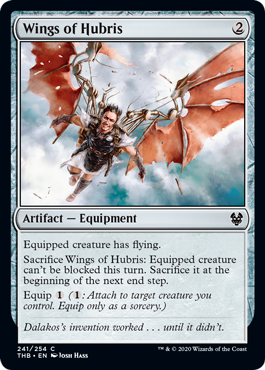 Wings of Hubris 2
Artifact — Equipment
Equipped creature has flying.
Sacrifice Wings of Hubris: Equipped creature
can't be blocked this turn. Sacrifice it at the
beginning of the next end step.
Equip 1 (1: Attach to target creature you
control. Equip only as a sorcery.)
Dalakos's invention worked . . . until it didn't.
241/254 C
THB • EN Josh Hass ™ & © 2020 Wizards of the Coast